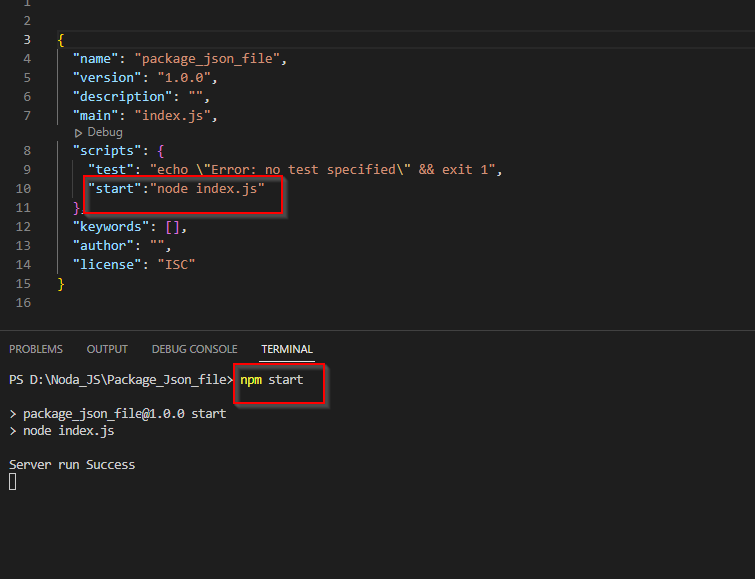 1
2
3 {
4 "name": "package_json_file",
5 "version": "1.0.0",
6 "description": "",
7 "main": "index.js",
Debug
8 "scripts": {
9 "test": "echo \"Error: no test specified\" && exit 1",
10 "start":"node index.js"
11 },
12 "keywords": [],
13 "author": "",
14 "license": "ISC"
15 }
16
PROBLEMS OUTPUT DEBUG CONSOLE TERMINAL
PS D:\Noda_JS\Package_Json_file> npm start
> package_json_file@1.0.0 start
> node index.js
Server run Success